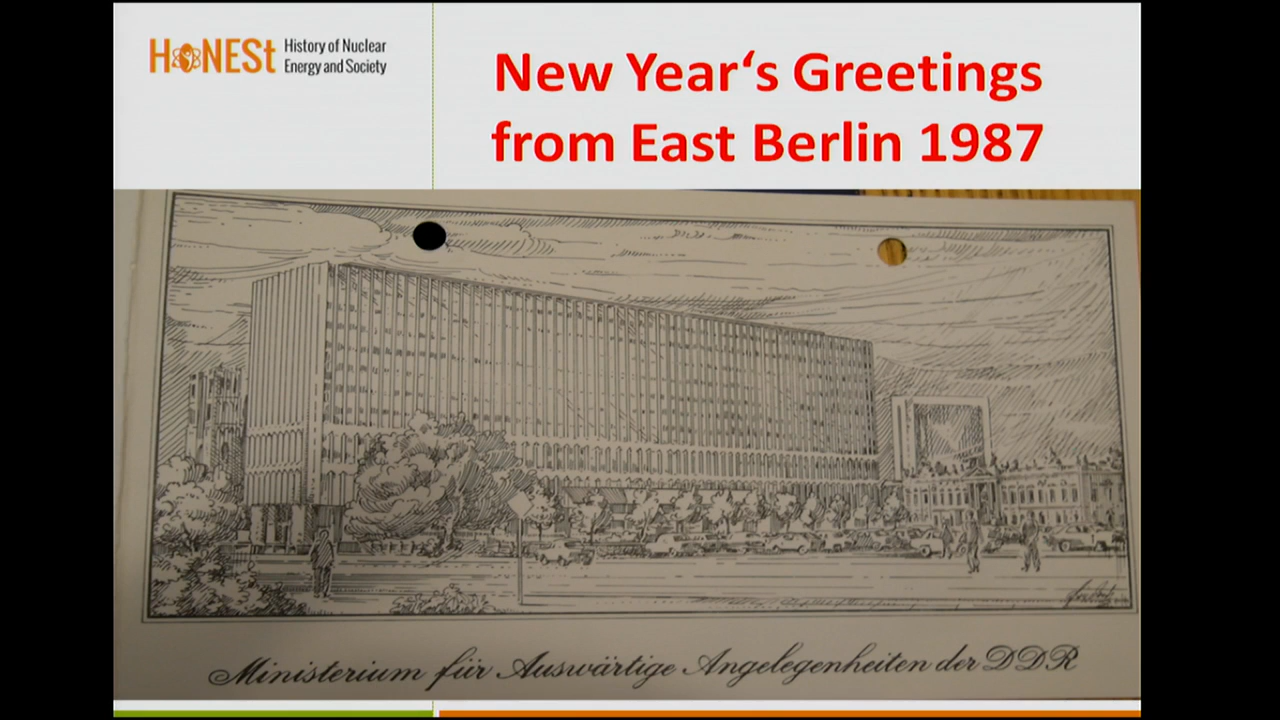 HoNESt
History of Nuclear
Energy and Society
New Year‘s Greetings
from East Berlin 1987
Ministerium für Auswärtige Angelegenheiten der DDR